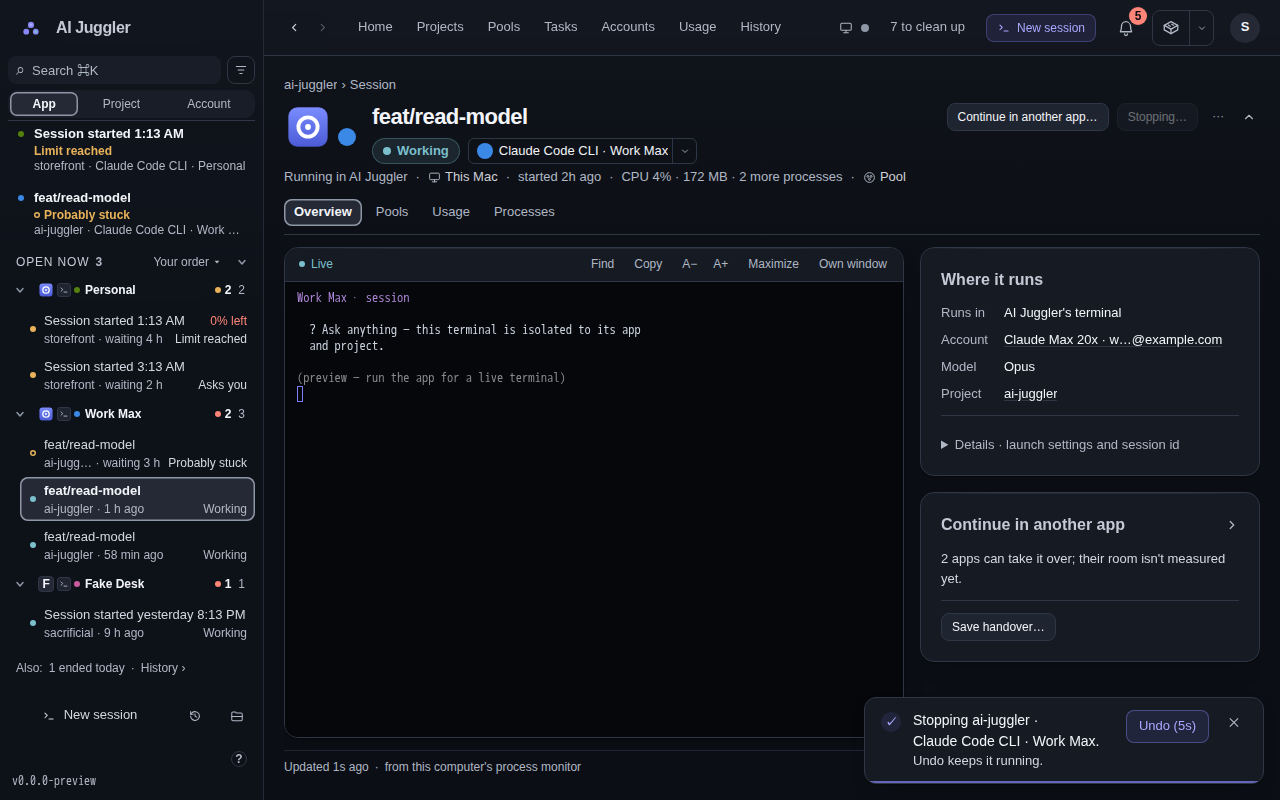 AI Juggler
Search ⌘K
App Project Account
Session started 1:13 AM
Limit reached
storefront · Claude Code CLI · Personal
feat/read-model
Probably stuck
ai-juggler · Claude Code CLI · Work …
OPEN NOW 3 Your order
Personal 2 2
Session started 1:13 AM 0% left
storefront · waiting 4 h Limit reached
Session started 3:13 AM
storefront · waiting 2 h Asks you
Work Max 2 3
feat/read-model
ai-jugg… · waiting 3 h Probably stuck
feat/read-model
ai-juggler · 1 h ago Working
feat/read-model
ai-juggler · 58 min ago Working
F Fake Desk 1 1
Session started yesterday 8:13 PM
sacrificial · 9 h ago Working
Also: 1 ended today · History ›
New session
?
v0.0.0-preview
Home Projects Pools Tasks Accounts Usage History
7 to clean up
New session
5
S
ai-juggler › Session
feat/read-model
Continue in another app… Stopping… ···
Working Claude Code CLI · Work Max
Running in AI Juggler · This Mac · started 2h ago · CPU 4% · 172 MB · 2 more processes · Pool
Overview Pools Usage Processes
Live Find Copy A− A+ Maximize Own window
Work Max · session
? Ask anything — this terminal is isolated to its app
and project.
(preview — run the app for a live terminal)
Updated 1s ago · from this computer's process monitor
Where it runs
Runs in AI Juggler's terminal
Account Claude Max 20x · w…@example.com
Model Opus
Project ai-juggler
Details · launch settings and session id
Continue in another app
2 apps can take it over; their room isn't measured
yet.
Save handover…
Stopping ai-juggler ·
Claude Code CLI · Work Max.
Undo keeps it running.
Undo (5s)